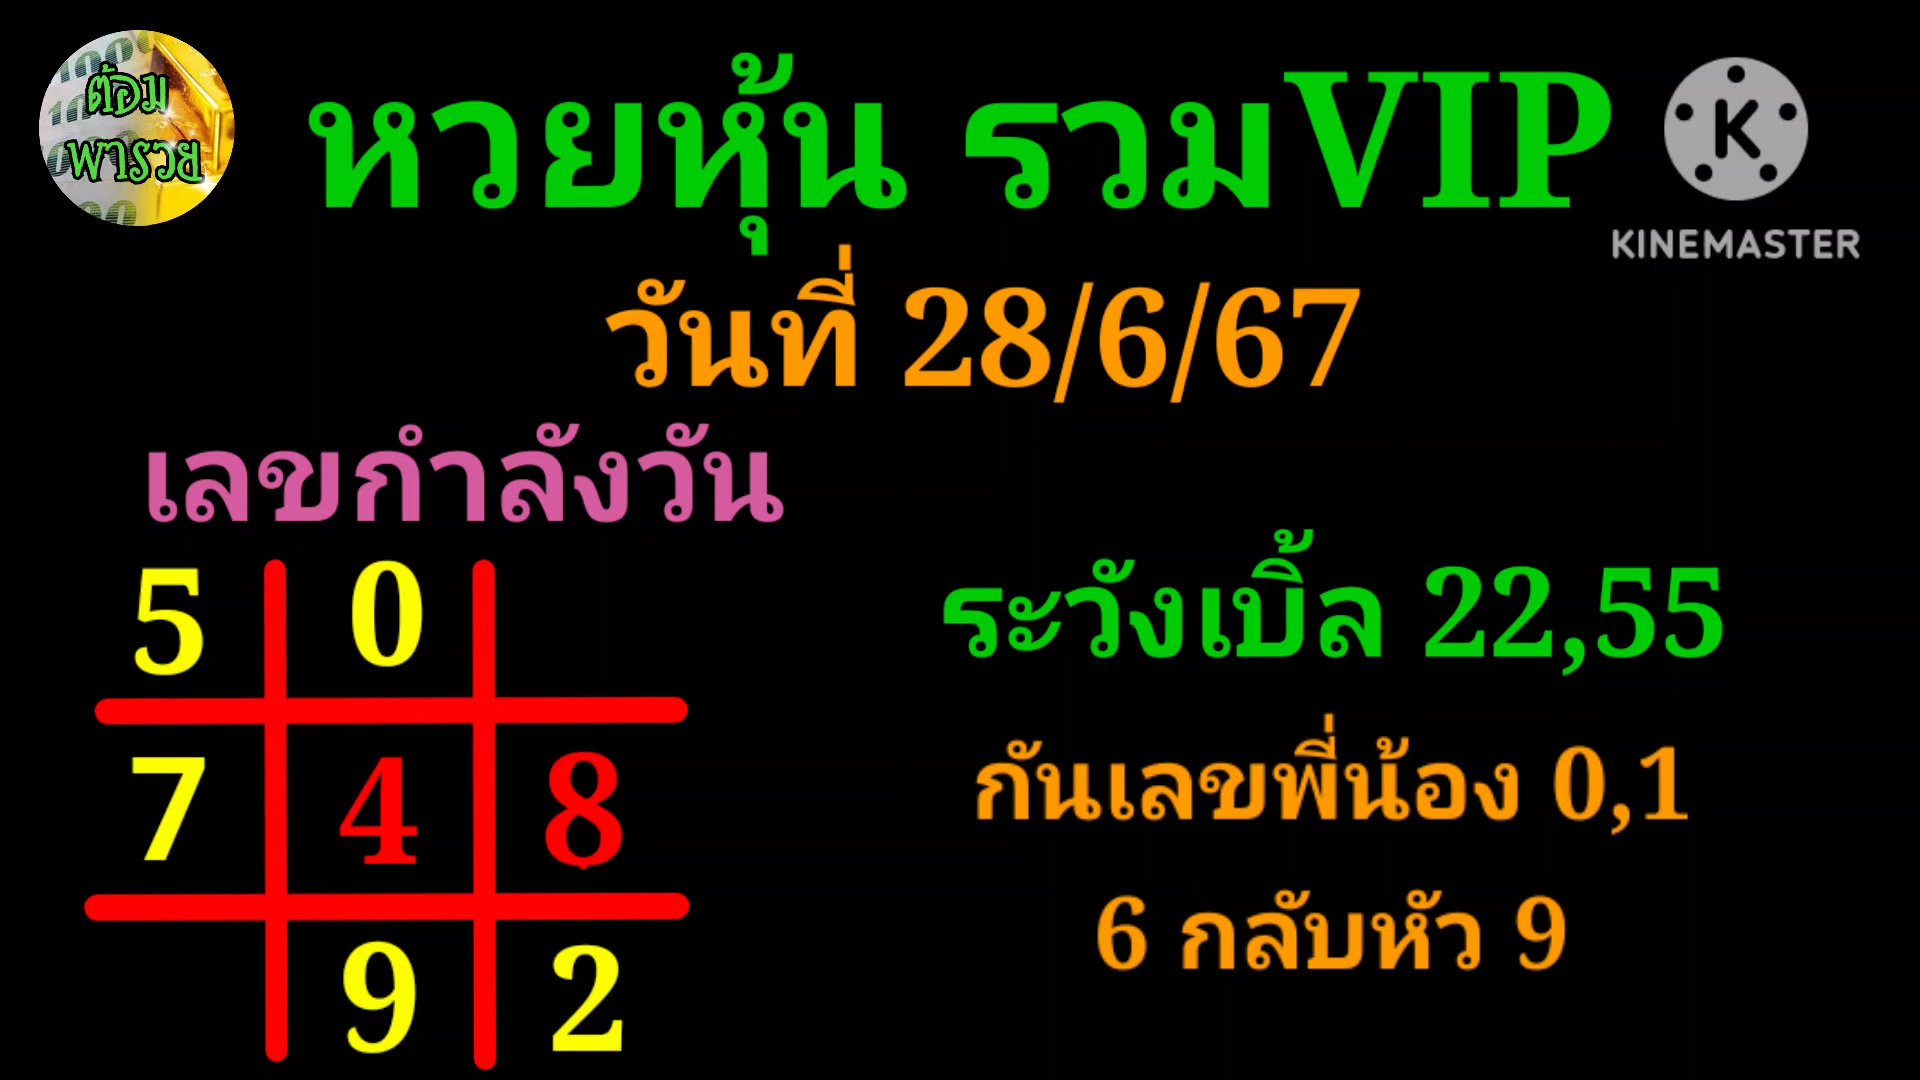 ต้อม
พารวย
หวยหุ้น รวมVIP
KINEMASTER
วันที่ 28/6/67
เลขกำลังวัน
5 0
7 4 8
9 2
ระวังเบิ้ล 22,55
กันเลขพี่น้อง 0,1
6 กลับหัว 9